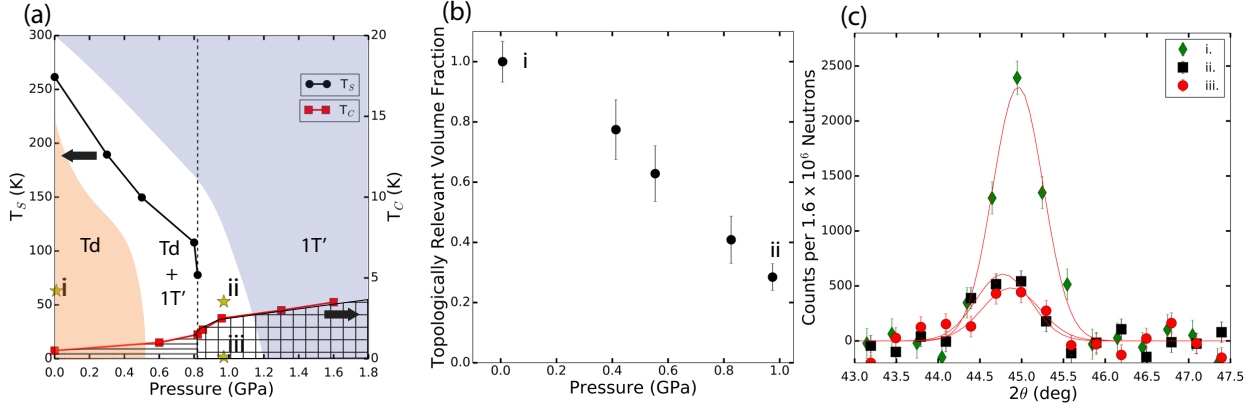 (a)
300
250
200
150
100
50
0
T_S (K)
20
15
10
5
0
T_C (K)
T_S
T_C
Td
Td
+
1T'
1T'
i
ii
iii
0.0 0.2 0.4 0.6 0.8 1.0 1.2 1.4 1.6 1.8
Pressure (GPa)
(b)
Topologically Relevant Volume Fraction
1.0
0.8
0.6
0.4
0.2
0.0
i
ii
0.0 0.2 0.4 0.6 0.8 1.0
Pressure (GPa)
(c)
Counts per 1.6 x 10^6 Neutrons
2500
2000
1500
1000
500
0
i.
ii.
iii.
43.0 43.5 44.0 44.5 45.0 45.5 46.0 46.5 47.0 47.5
2θ (deg)